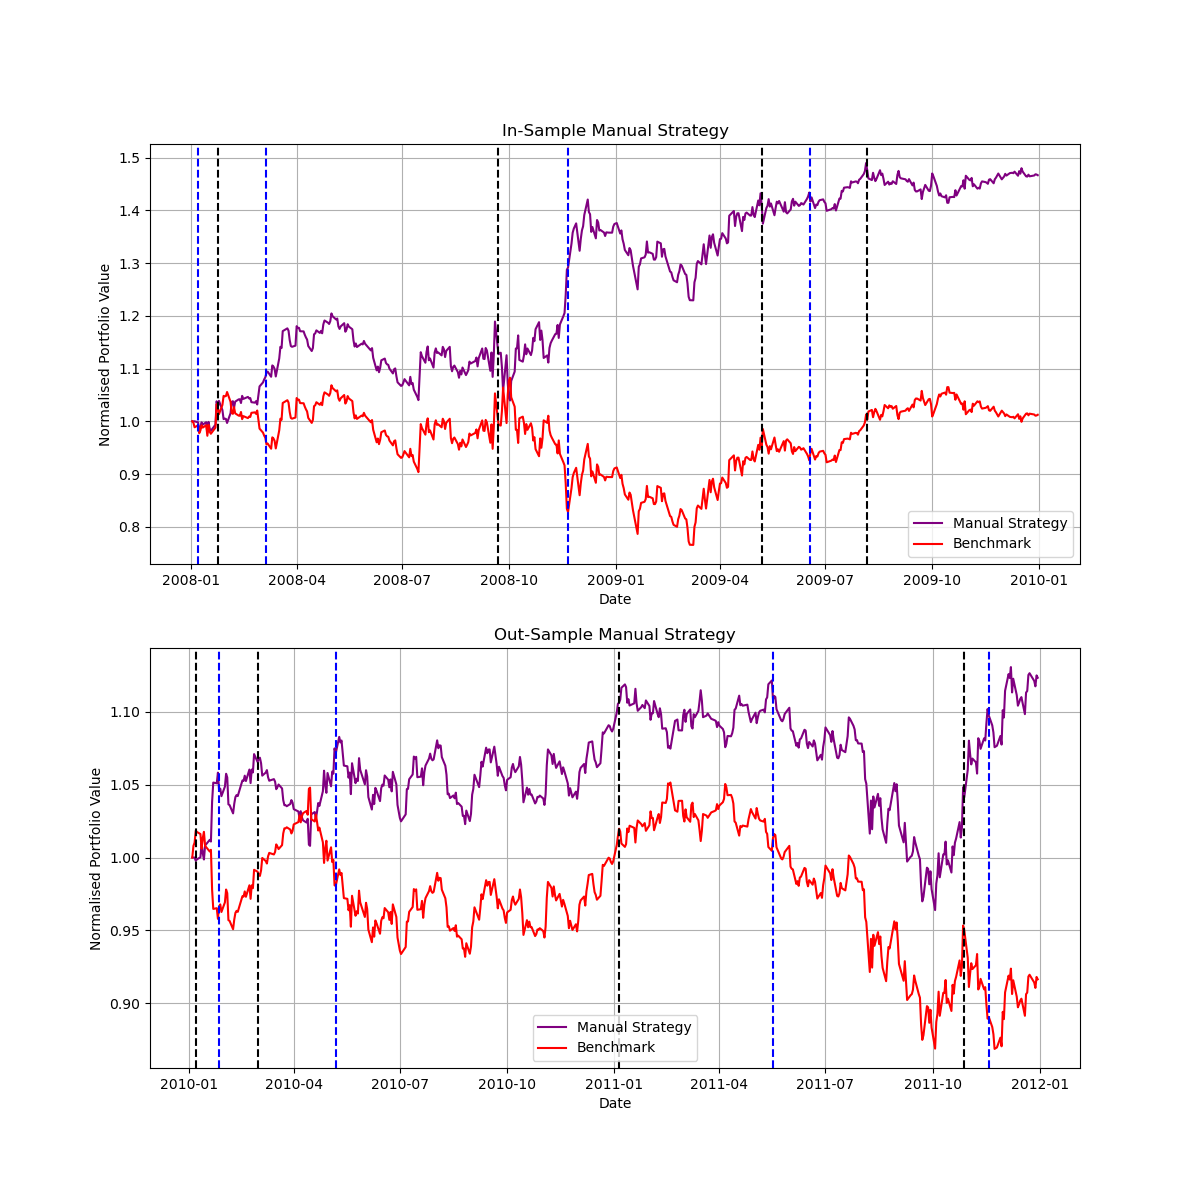 In-Sample Manual Strategy
1.5
1.4
1.3
1.2
1.1
1.0
0.9
0.8
Normalised Portfolio Value
Manual Strategy
Benchmark
2008-01 2008-04 2008-07 2008-10 2009-01 2009-04 2009-07 2009-10 2010-01
Date
Out-Sample Manual Strategy
1.10
1.05
1.00
0.95
0.90
Normalised Portfolio Value
Manual Strategy
Benchmark
2010-01 2010-04 2010-07 2010-10 2011-01 2011-04 2011-07 2011-10 2012-01
Date